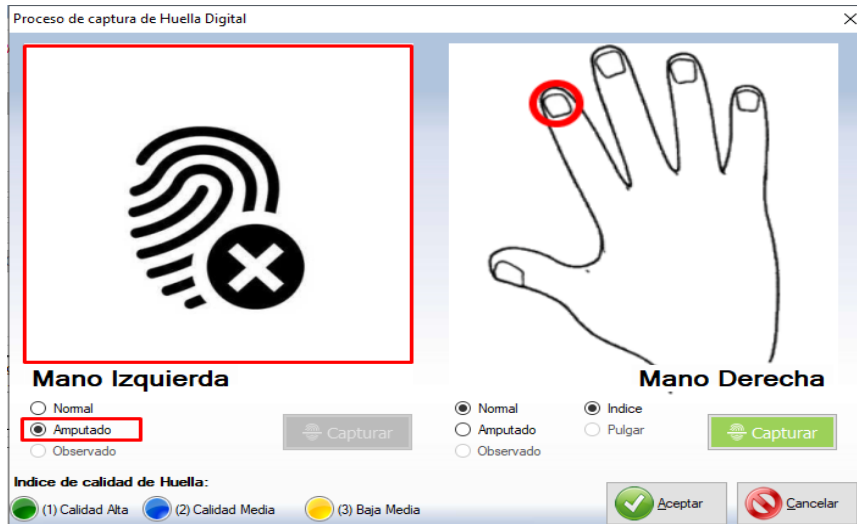 Proceso de captura de Huella Digital
Mano Izquierda
Normal
Amputado
Observado
Capturar
Mano Derecha
Normal
Amputado
Observado
Indice
Pulgar
Capturar
Indice de calidad de Huella:
(1) Calidad Alta
(2) Calidad Media
(3) Baja Media
Aceptar
Cancelar